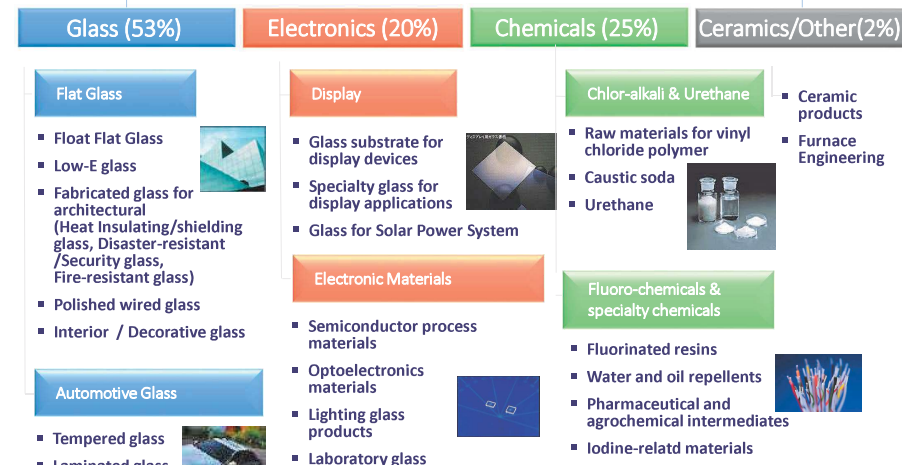 Glass (53%)
Electronics (20%)
Chemicals (25%)
Ceramics/Other(2%)
Flat Glass
▪ Float Flat Glass
▪ Low-E glass
▪ Fabricated glass for
architectural
(Heat Insulating/shielding
glass, Disaster-resistant
/Security glass,
Fire-resistant glass)
▪ Polished wired glass
▪ Interior / Decorative glass
Automotive Glass
▪ Tempered glass
▪ Laminated glass
Display
▪ Glass substrate for
display devices
▪ Specialty glass for
display applications
▪ Glass for Solar Power System
Electronic Materials
▪ Semiconductor process
materials
▪ Optoelectronics
materials
▪ Lighting glass
products
▪ Laboratory glass
Chlor-alkali & Urethane
▪ Raw materials for vinyl
chloride polymer
▪ Caustic soda
▪ Urethane
Fluoro-chemicals &
specialty chemicals
▪ Fluorinated resins
▪ Water and oil repellents
▪ Pharmaceutical and
agrochemical intermediates
▪ Iodine-relatd materials
▪ Ceramic
products
▪ Furnace
Engineering